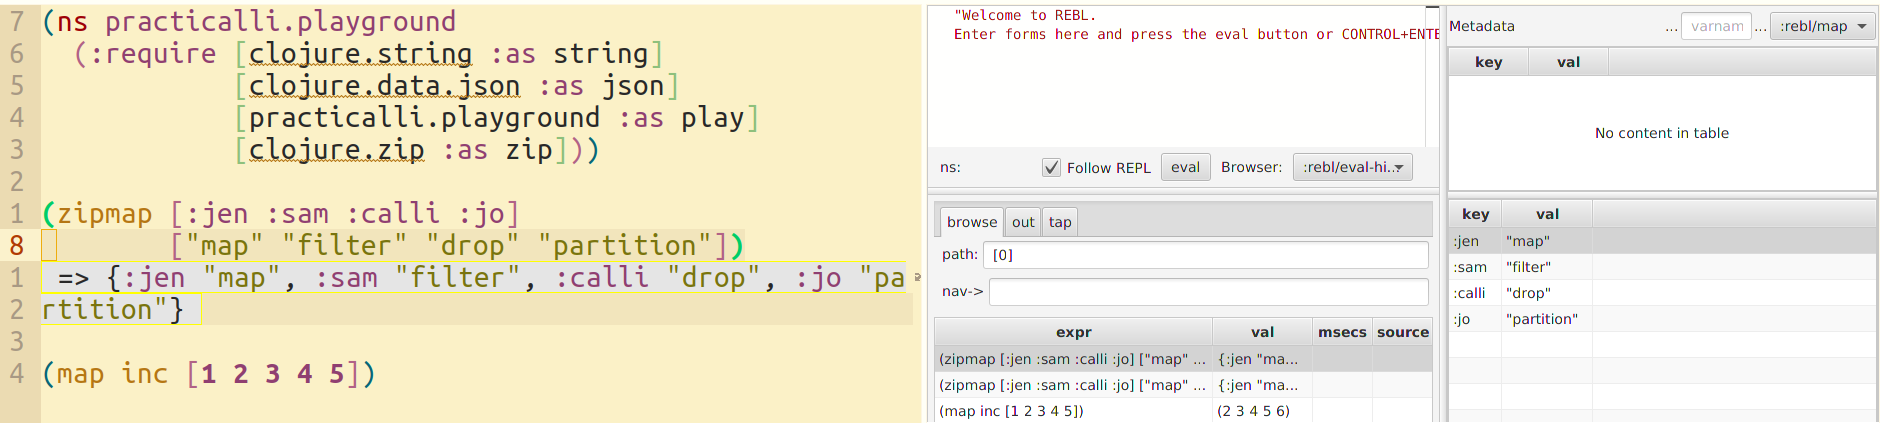 7 (ns practicalli.playground
6 (:require [clojure.string :as string]
5 [clojure.data.json :as json]
4 [practicalli.playground :as play]
3 [clojure.zip :as zip]))
2
1 (zipmap [:jen :sam :calli :jo]
8 ["map" "filter" "drop" "partition"])
1 => {:jen "map", :sam "filter", :calli "drop", :jo "pa
2 rtition"}
3
4 (map inc [1 2 3 4 5])
"Welcome to REBL.
Enter forms here and press the eval button or CONTROL+ENTE
ns: Follow REPL eval Browser: :rebl/eval-hi...
browse out tap
path: [0]
nav->
expr val msecs source
(zipmap [:jen :sam :calli :jo] ["map" ... {:jen "ma...
(zipmap [:jen :sam :calli :jo] ["map" ... {:jen "ma...
(map inc [1 2 3 4 5]) (2 3 4 5 6)
Metadata ... varnam ... :rebl/map
key val
No content in table
key val
:jen "map"
:sam "filter"
:calli "drop"
:jo "partition"